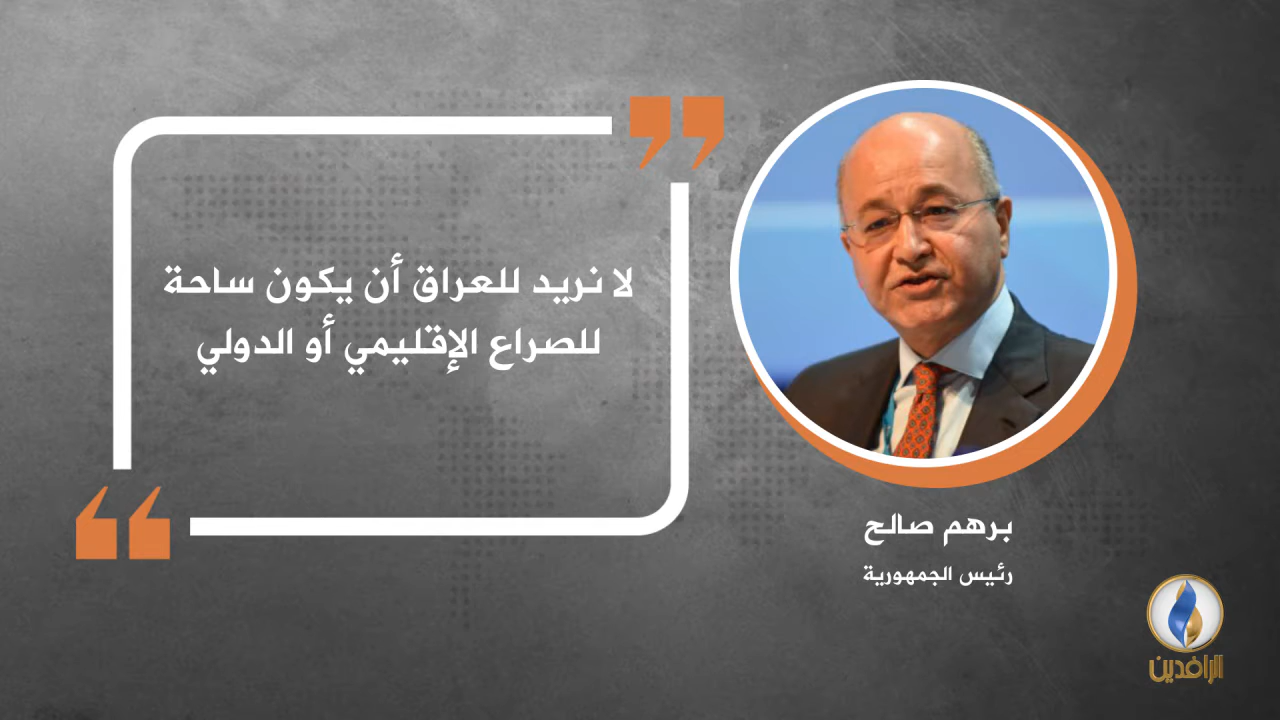 لا نريد للعراق أن يكون ساحة
للصراع الإقليمي أو الدولي
برهم صالح
رئيس الجمهورية
الرافدين